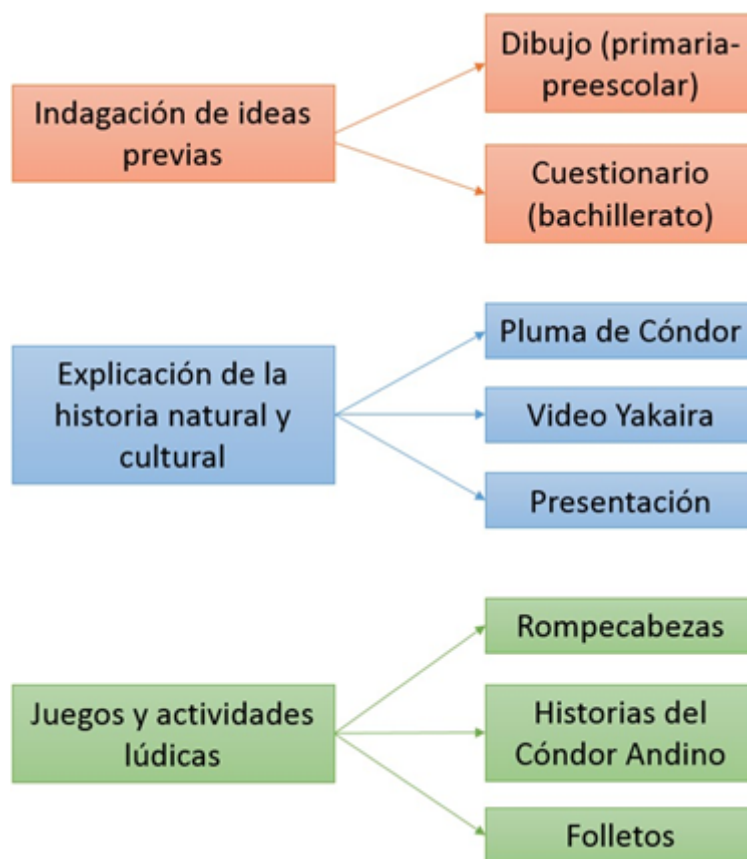 Indagación de ideas
previas
Dibujo (primaria-
preescolar)
Cuestionario
(bachillerato)
Explicación de la
historia natural y
cultural
Pluma de Cóndor
Video Yakaira
Presentación
Juegos y actividades
lúdicas
Rompecabezas
Historias del
Cóndor Andino
Folletos